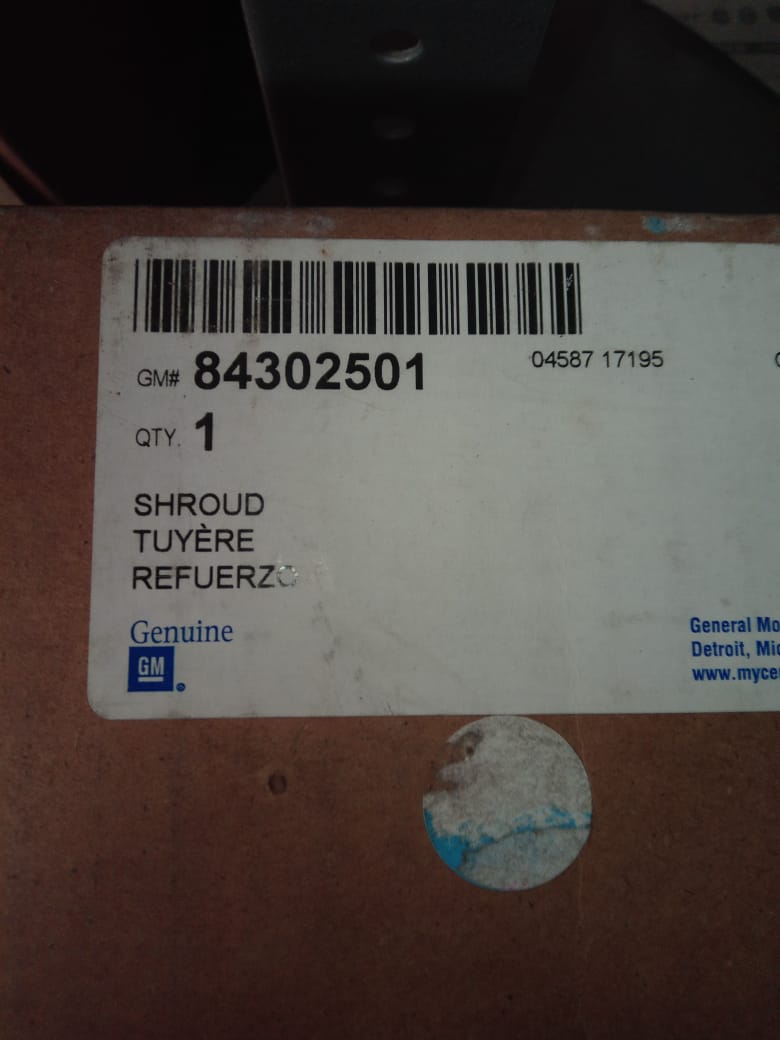 GM# 84302501 04587 17195
QTY. 1
SHROUD
TUYÈRE
REFUERZO
Genuine
GM
General Mo
Detroit, Mic
www.myce